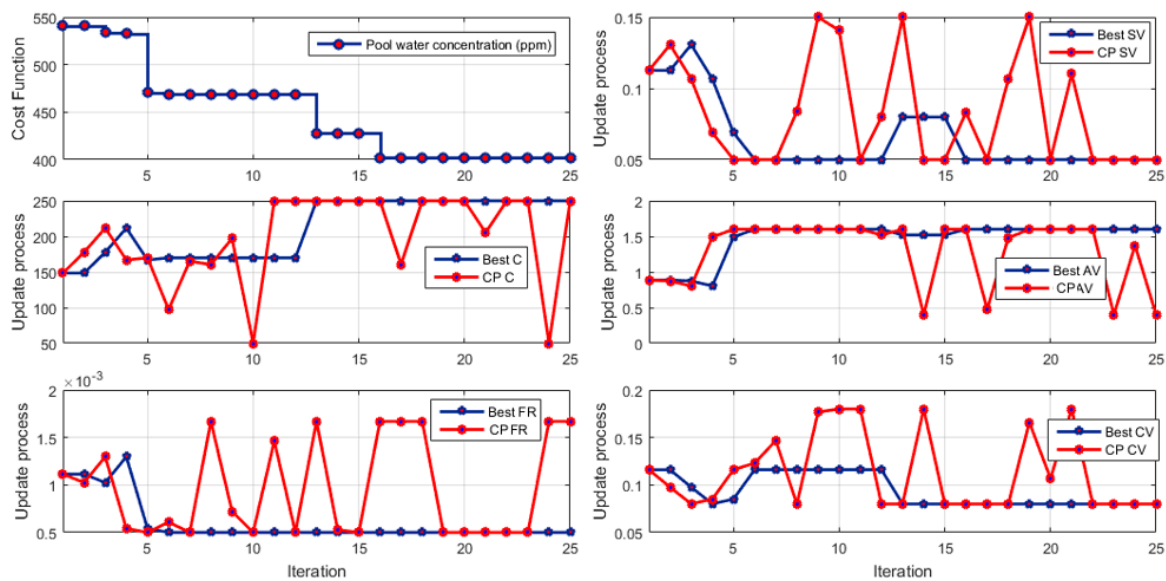 550
500
450
400
Cost Function
Pool water concentration (ppm)
5 10 15 20 25
0.15
0.1
0.05
Update process
Best SV
CP SV
5 10 15 20 25
250
200
150
100
50
Update process
Best C
CP C
5 10 15 20 25
2
1.5
1
0.5
0
Update process
Best AV
CP AV
5 10 15 20 25
× 10⁻³
2
1.5
1
0.5
Update process
Best FR
CP FR
5 10 15 20 25
Iteration
0.2
0.15
0.1
0.05
Update process
Best CV
CP CV
5 10 15 20 25
Iteration